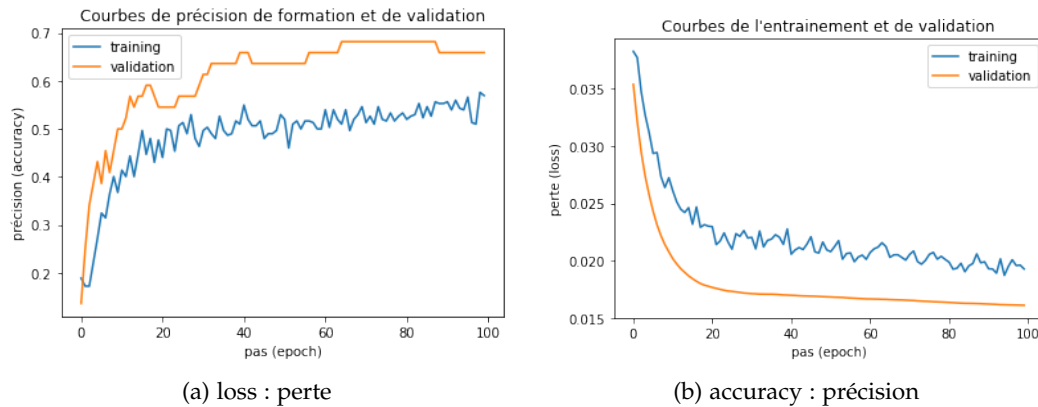 Courbes de précision de formation et de validation
training
validation
0.7
0.6
0.5
0.4
0.3
0.2
précision (accuracy)
0 20 40 60 80 100
pas (epoch)
(a) loss : perte
Courbes de l'entrainement et de validation
training
validation
0.035
0.030
0.025
0.020
0.015
perte (loss)
0 20 40 60 80 100
pas (epoch)
(b) accuracy : précision